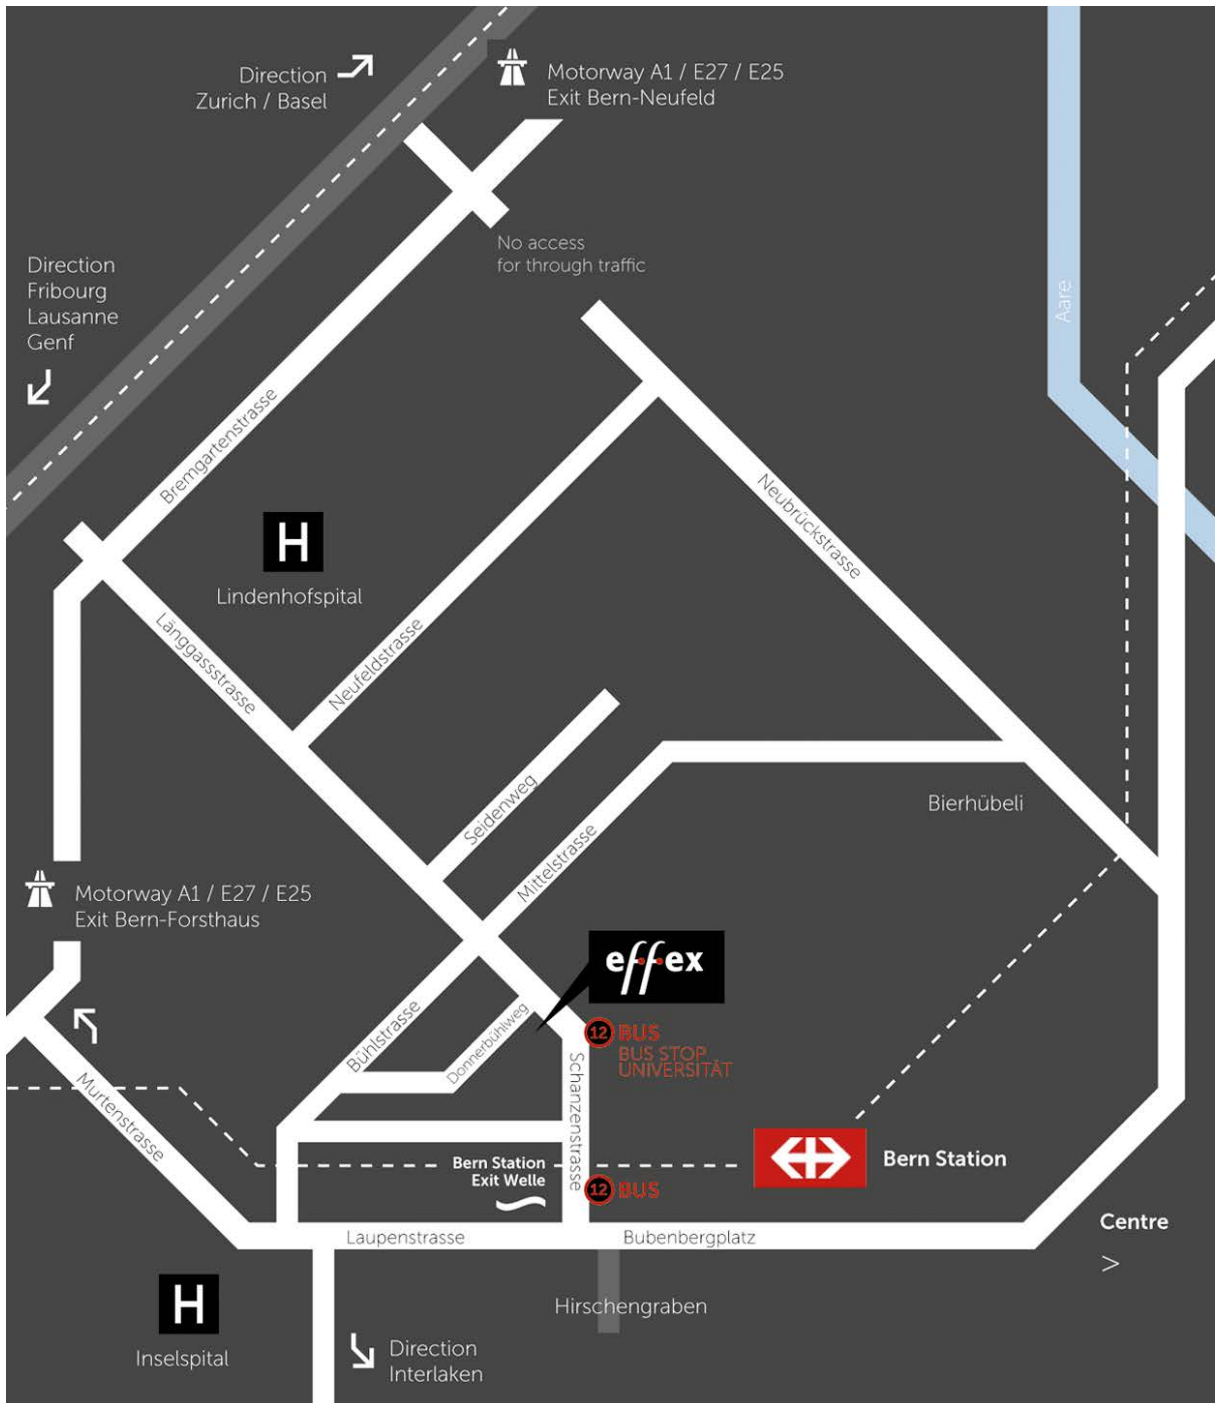 Direction
Zurich / Basel
Motorway A1 / E27 / E25
Exit Bern-Neufeld
No access
for through traffic
Direction
Fribourg
Lausanne
Genf
Aare
Bremgartenstrasse
H
Lindenhofspital
Neubrückstrasse
Länggassstrasse
Neufeldstrasse
Seidenweg
Mittelstrasse
Bierhübeli
Motorway A1 / E27 / E25
Exit Bern-Forsthaus
effex
12 BUS
BUS STOP
UNIVERSITÄT
Bühlstrasse
Donnerbühlweg
Schanzenstrasse
Murtenstrasse
Bern Station
Exit Welle
12 BUS
Bern Station
Centre
>
Laupenstrasse
Bubenbergplatz
H
Inselspital
Hirschengraben
Direction
Interlaken